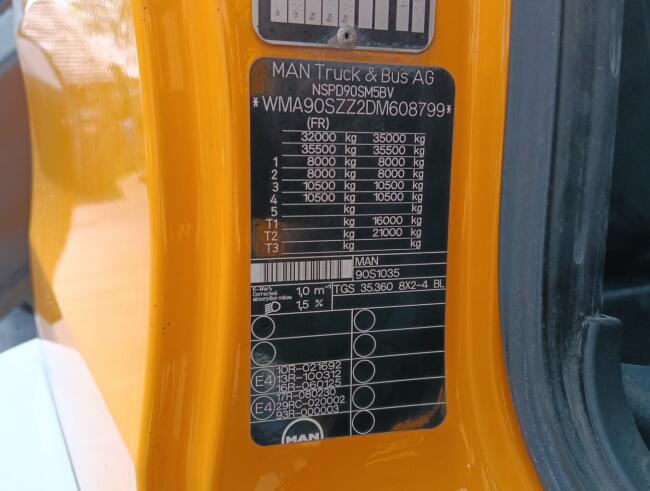 MAN Truck & Bus AG
NSPD90SM5BV
*WMA90SZZ2DM608799*
(FR)
32000 kg 35000 kg
35500 kg 35500 kg
1 8000 kg 8000 kg
2 8000 kg 8000 kg
3 10500 kg 10500 kg
4 10500 kg 10500 kg
5 kg kg
T1 kg 16000 kg
T2 kg 21000 kg
T3 kg kg
MAN
90S1035
K-Wert Corrected absorption value 1,0 m⁻¹ TGS 35.360 8X2-4 BL
1,5 %
10R-021692
E4 13R-100312
16R-060125
17R-080230
E4 29RC-020002
93R-000003
MAN